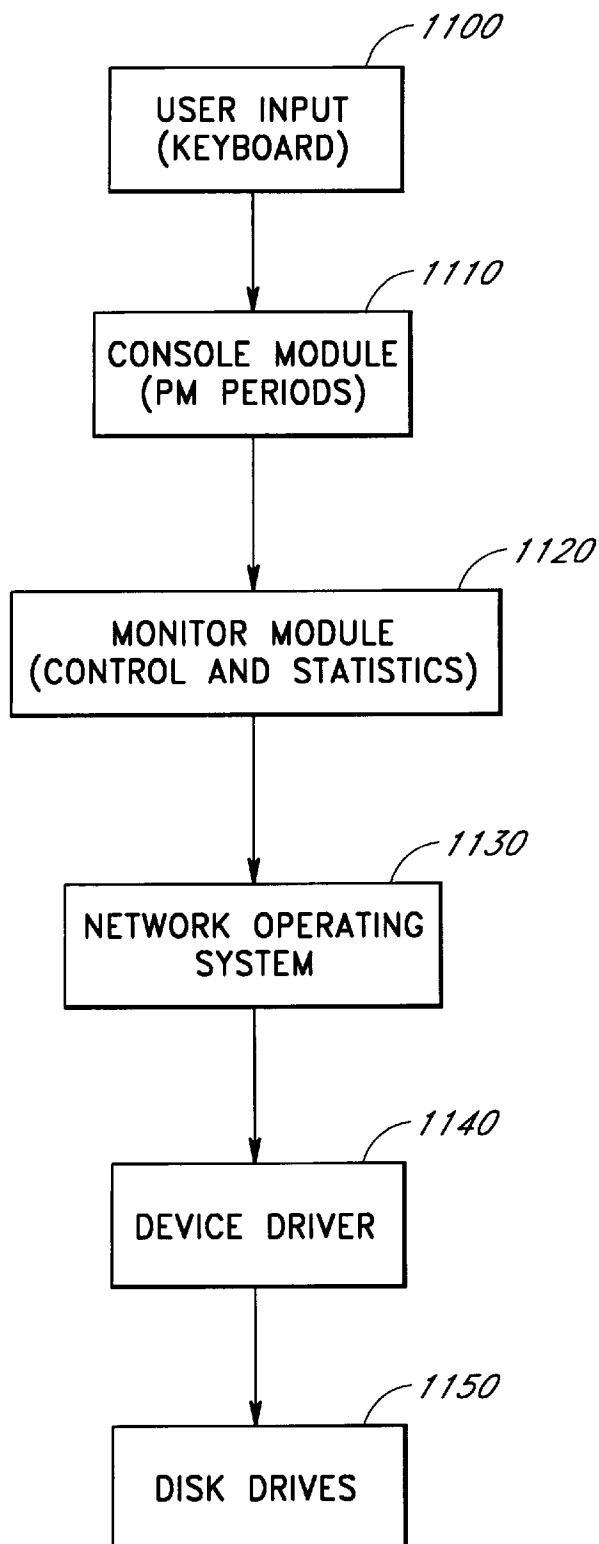 1100
USER INPUT
(KEYBOARD)
1110
CONSOLE MODULE
(PM PERIODS)
1120
MONITOR MODULE
(CONTROL AND STATISTICS)
1130
NETWORK OPERATING
SYSTEM
1140
DEVICE DRIVER
1150
DISK DRIVES